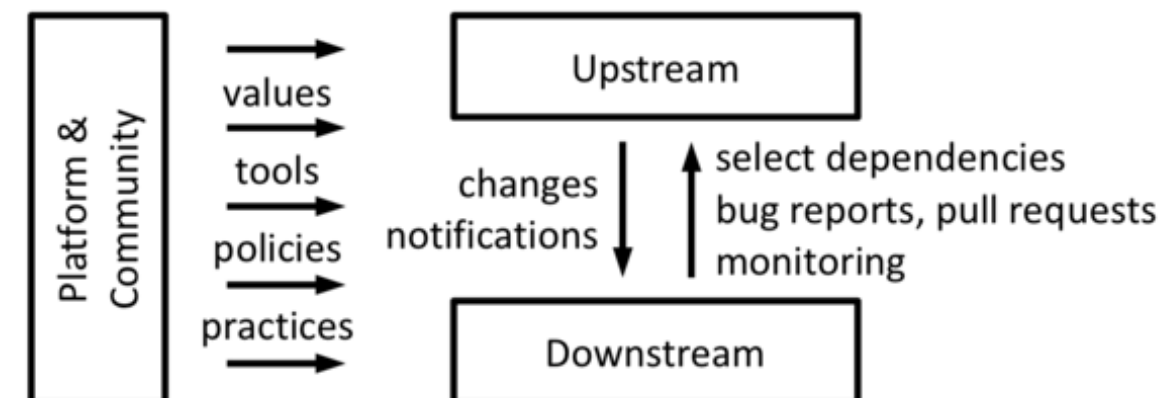 Platform &
Community
values
tools
policies
practices
Upstream
changes
notifications
select dependencies
bug reports, pull requests
monitoring
Downstream